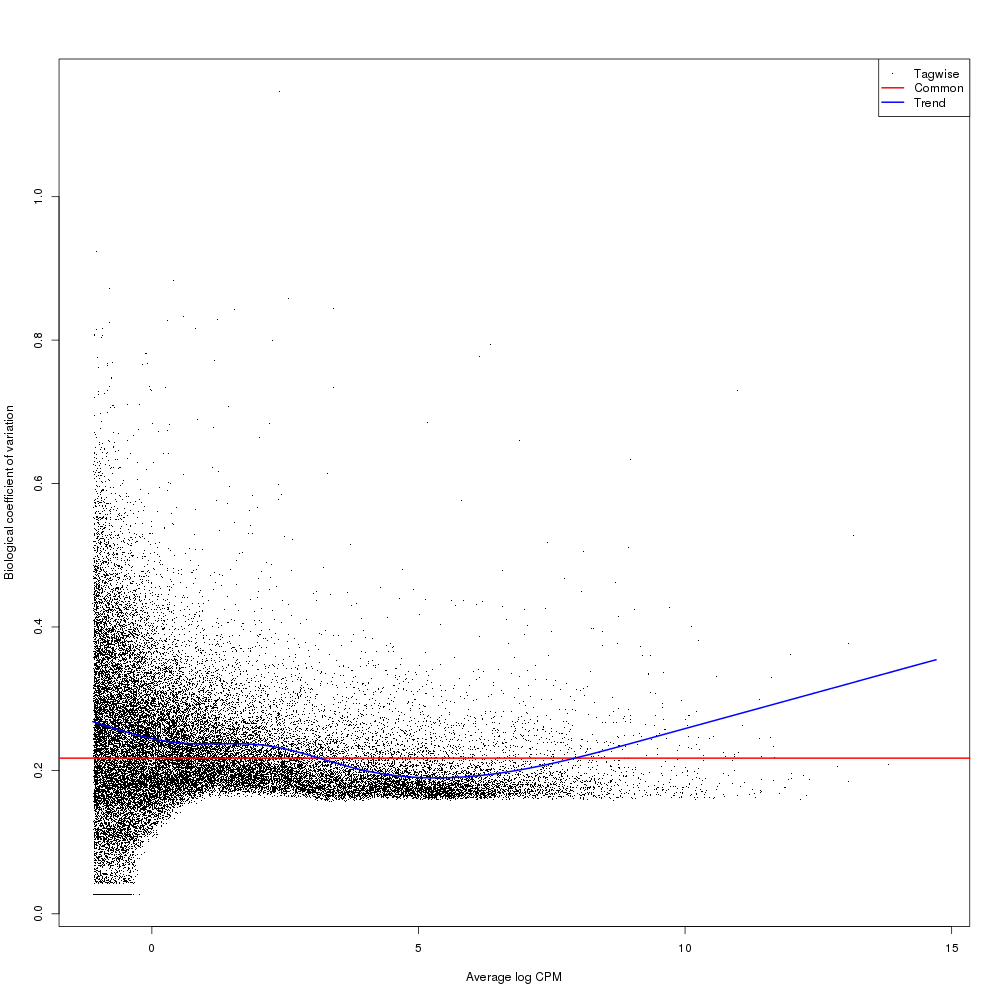 Tagwise
Common
Trend
Biological coefficient of variation
1.0
0.8
0.6
0.4
0.2
0.0
0 5 10 15
Average log CPM